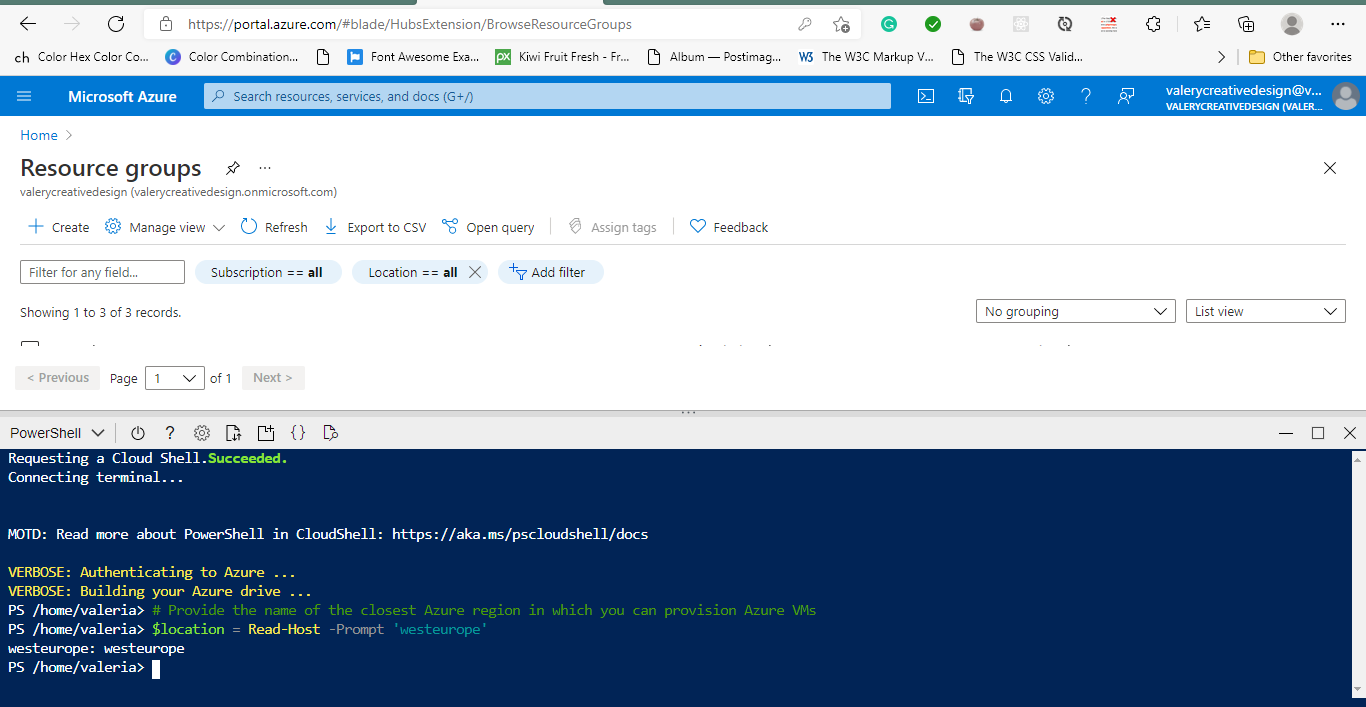 https://portal.azure.com/#blade/HubsExtension/BrowseResourceGroups
ch Color Hex Color Co... C Color Combination... Font Awesome Exa... px Kiwi Fruit Fresh - Fr... Album — Postimag... W3 The W3C Markup V... The W3C CSS Valid... Other favorites
Microsoft Azure Search resources, services, and docs (G+/) valerycreativedesign@v...
VALERYCREATIVEDESIGN (VALER...
Home >
Resource groups ...
valerycreativedesign (valerycreativedesign.onmicrosoft.com)
Create Manage view Refresh Export to CSV Open query Assign tags Feedback
Filter for any field... Subscription == all Location == all Add filter
Showing 1 to 3 of 3 records. No grouping List view
< Previous Page 1 of 1 Next >
PowerShell ? { }
Requesting a Cloud Shell.Succeeded.
Connecting terminal...
MOTD: Read more about PowerShell in CloudShell: https://aka.ms/pscloudshell/docs
VERBOSE: Authenticating to Azure ...
VERBOSE: Building your Azure drive ...
PS /home/valeria> # Provide the name of the closest Azure region in which you can provision Azure VMs
PS /home/valeria> $location = Read-Host -Prompt 'westeurope'
westeurope: westeurope
PS /home/valeria>